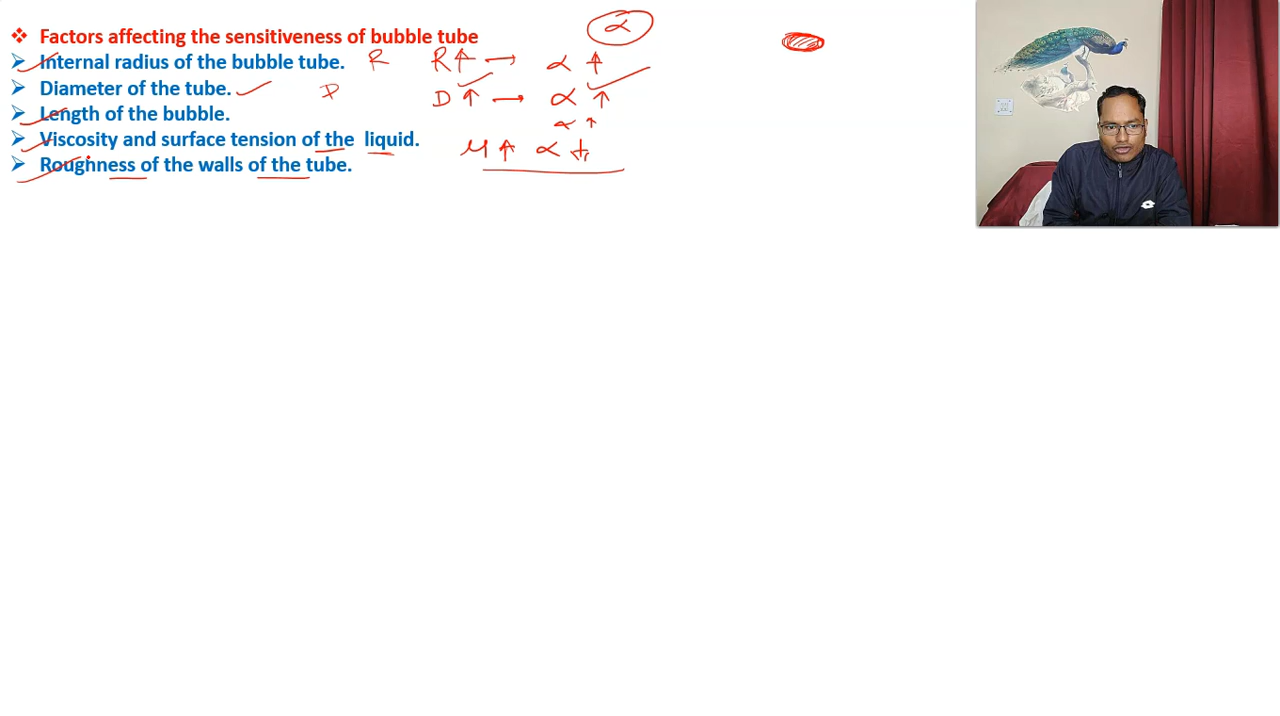 ❖ Factors affecting the sensitiveness of bubble tube
α
➢ Internal radius of the bubble tube. R R↑ → α ↑
➢ Diameter of the tube. D D↑ → α ↑
➢ Length of the bubble. α ↑
➢ Viscosity and surface tension of the liquid. μ↑ α ↓
➢ Roughness of the walls of the tube.